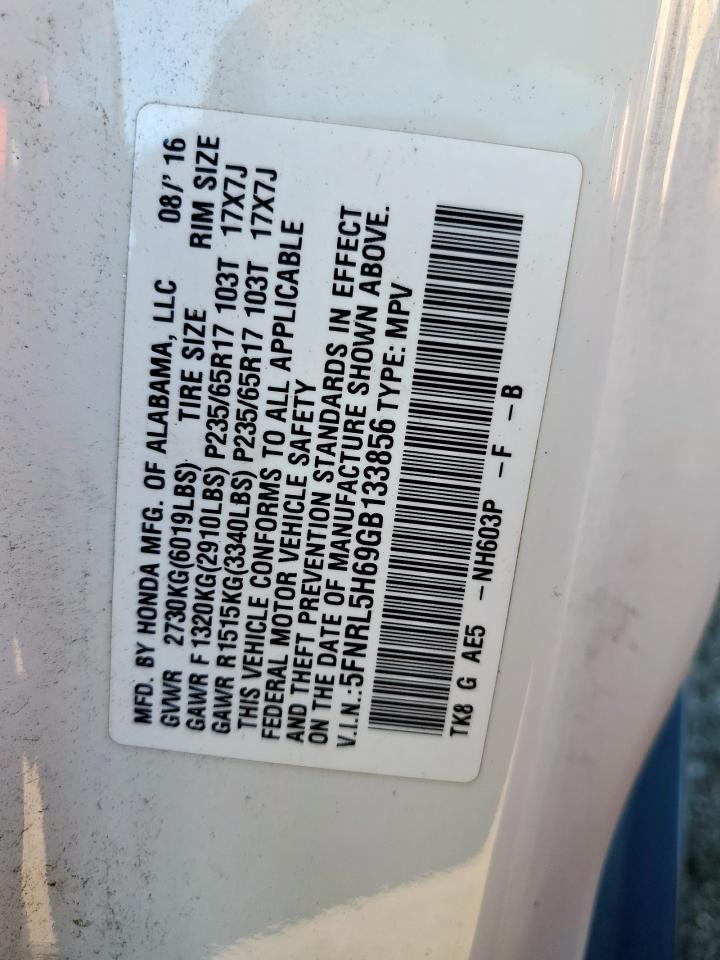 MFD. BY HONDA MFG. OF ALABAMA, LLC 08/' 16
GVWR 2730KG(6019LBS) TIRE SIZE RIM SIZE
GAWR F 1320KG(2910LBS) P235/65R17 103T 17X7J
GAWR R1515KG(3340LBS) P235/65R17 103T 17X7J
THIS VEHICLE CONFORMS TO ALL APPLICABLE
FEDERAL MOTOR VEHICLE SAFETY
AND THEFT PREVENTION STANDARDS IN EFFECT
ON THE DATE OF MANUFACTURE SHOWN ABOVE.
V.I.N.:5FNRL5H69GB133856 TYPE: MPV
TK8 G AE5 -NH603P -F -B